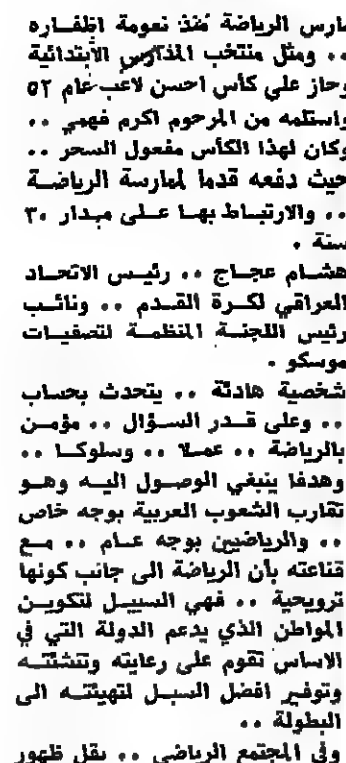 مارس الرياضة منذ نعومة اظفاره
.. ومثل منتخب المدارس الابتدائية
وحاز على كأس احسن لاعب عام ٥٢
واستلمه من المرحوم اكرم فهمي ..
وكان لهذا الكأس مفعول السحر ..
حيث دفعه قدما لممارسة الرياضة
.. والارتباط بها على مدار ٣٠
سنة .
هشام عجاج .. رئيس الاتحاد
العراقي لكرة القدم .. ونائب
رئيس اللجنة المنظمة لتصفيات
موسكو .
شخصية هادئة .. يتحدث بحساب
.. وعلى قدر السؤال .. مؤمن
بالرياضة .. عملا .. وسلوكا ..
وهدفا ينبغي الوصول اليه وهو
تقارب الشعوب العربية بوجه خاص
.. والرياضيين بوجه عام .. مع
قناعته بأن الرياضة الى جانب كونها
ترويحية .. فهي السبيل لتكوين
المواطن الذي يدعم الدولة التي في
الاساس تقوم على رعايته وتنشئته
وتوفير افضل السبل لتهيئته الى
البطولة ..
وفي المجتمع الرياضي .. يقل ظهور